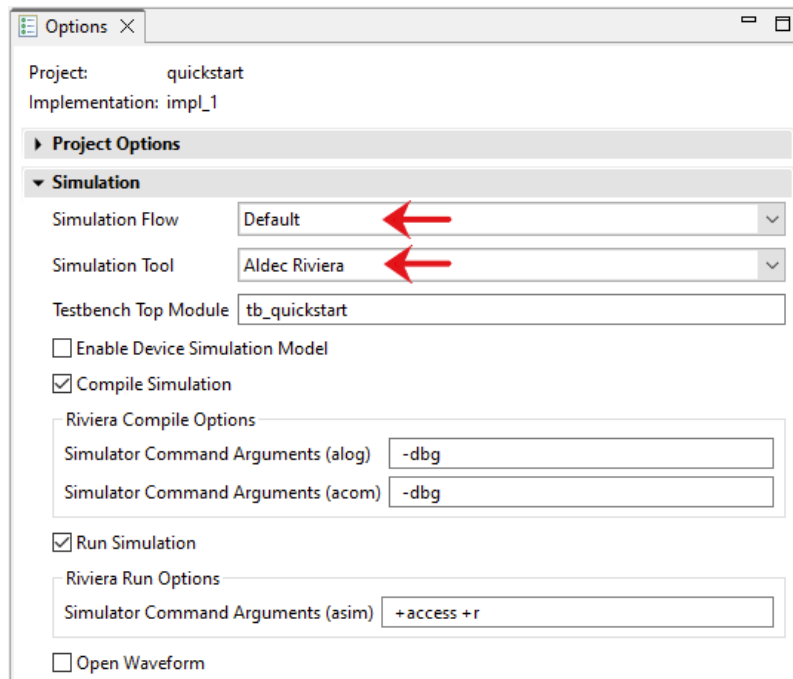 Options
Project: quickstart
Implementation: impl_1
Project Options
Simulation
Simulation Flow Default
Simulation Tool Aldec Riviera
Testbench Top Module tb_quickstart
Enable Device Simulation Model
Compile Simulation
Riviera Compile Options
Simulator Command Arguments (alog) -dbg
Simulator Command Arguments (acom) -dbg
Run Simulation
Riviera Run Options
Simulator Command Arguments (asim) +access +r
Open Waveform